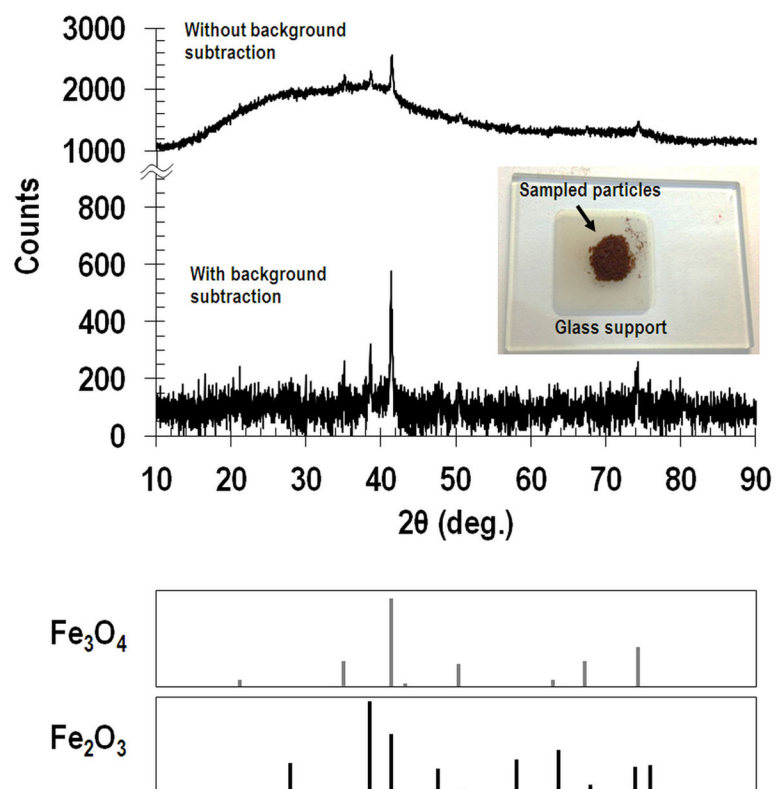 3000
Without background
subtraction
2000
1000
Counts
800
Sampled particles
600
With background
subtraction
400
Glass support
200
0
10 20 30 40 50 60 70 80 90
2θ (deg.)
Fe₃O₄
Fe₂O₃